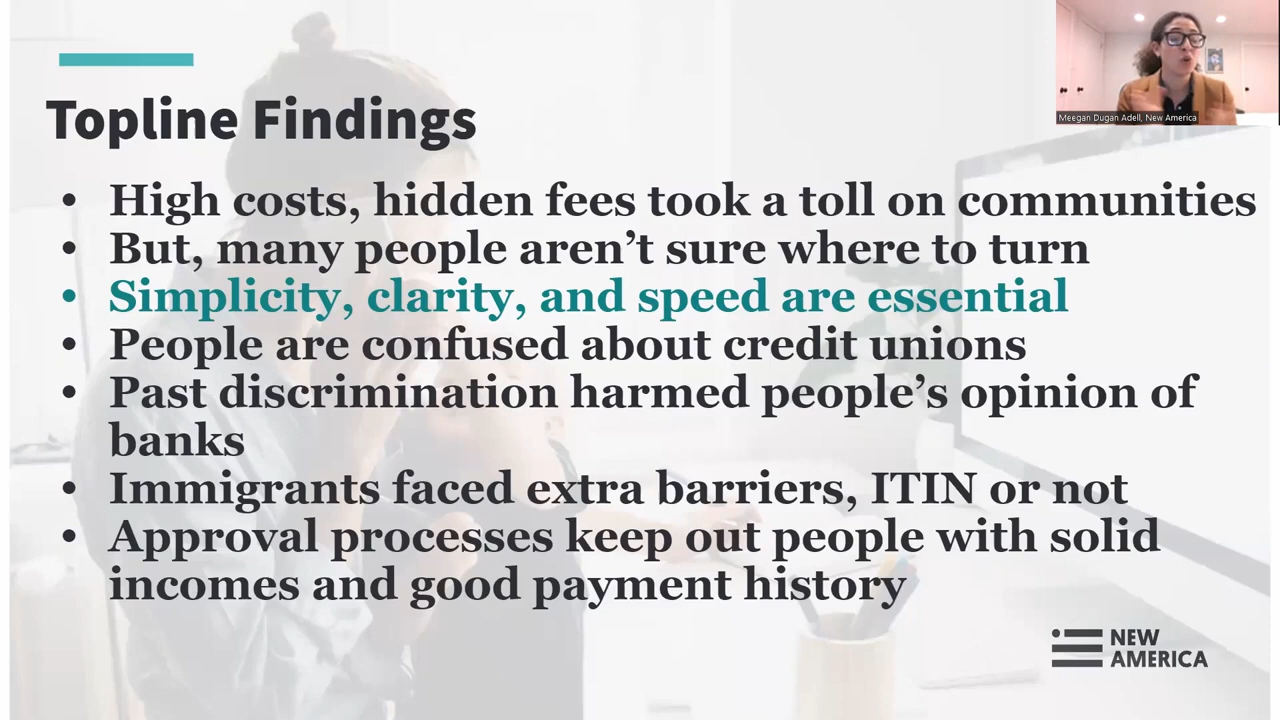 Topline Findings
• High costs, hidden fees took a toll on communities
• But, many people aren’t sure where to turn
• Simplicity, clarity, and speed are essential
• People are confused about credit unions
• Past discrimination harmed people’s opinion of
banks
• Immigrants faced extra barriers, ITIN or not
• Approval processes keep out people with solid
incomes and good payment history
Meegan Dugan Adell, New America
NEW
AMERICA